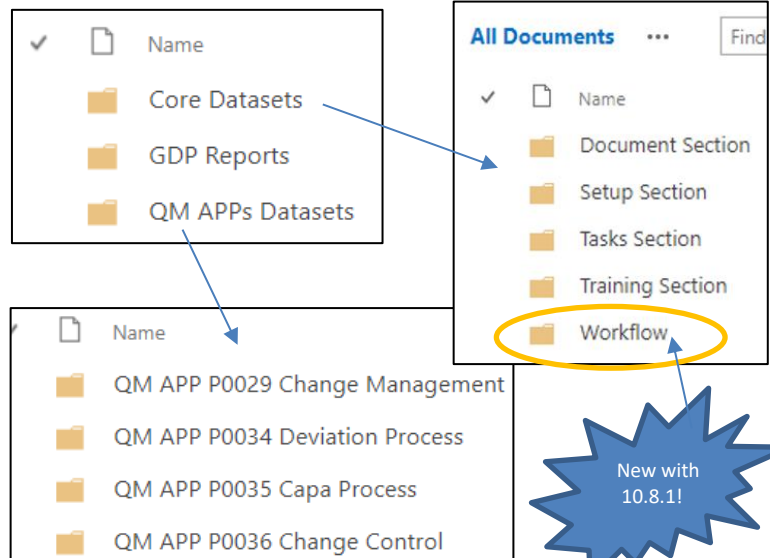 Name
Core Datasets
GDP Reports
QM APPs Datasets
All Documents ... Find
Name
Document Section
Setup Section
Tasks Section
Training Section
Workflow
Name
QM APP P0029 Change Management
QM APP P0034 Deviation Process
QM APP P0035 Capa Process
QM APP P0036 Change Control
New with
10.8.1!